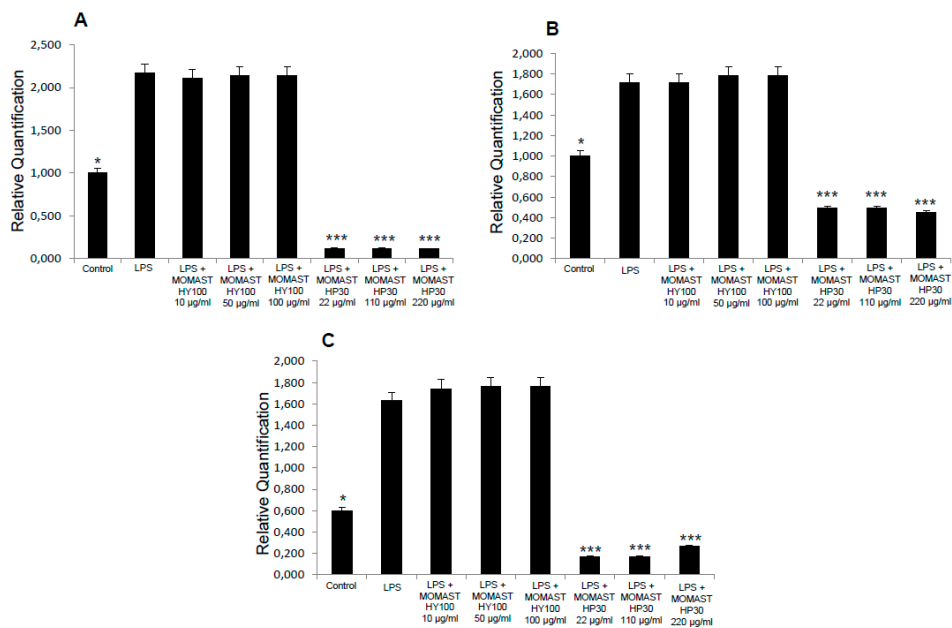 A
Relative Quantification
2,500
2,000
1,500
1,000
0,500
0,000
*
***
***
***
Control
LPS
LPS +
MOMAST
HY100
10 µg/ml
LPS +
MOMAST
HY100
50 µg/ml
LPS +
MOMAST
HY100
100 µg/ml
LPS +
MOMAST
HP30
22 µg/ml
LPS +
MOMAST
HP30
110 µg/ml
LPS +
MOMAST
HP30
220 µg/ml
B
Relative Quantification
2,000
1,800
1,600
1,400
1,200
1,000
0,800
0,600
0,400
0,200
0,000
*
***
***
***
Control
LPS
LPS +
MOMAST
HY100
10 µg/ml
LPS +
MOMAST
HY100
50 µg/ml
LPS +
MOMAST
HY100
100 µg/ml
LPS +
MOMAST
HP30
22 µg/ml
LPS +
MOMAST
HP30
110 µg/ml
LPS +
MOMAST
HP30
220 µg/ml
C
Relative Quantification
2,000
1,800
1,600
1,400
1,200
1,000
0,800
0,600
0,400
0,200
0,000
*
***
***
***
Control
LPS
LPS +
MOMAST
HY100
10 µg/ml
LPS +
MOMAST
HY100
50 µg/ml
LPS +
MOMAST
HY100
100 µg/ml
LPS +
MOMAST
HP30
22 µg/ml
LPS +
MOMAST
HP30
110 µg/ml
LPS +
MOMAST
HP30
220 µg/ml